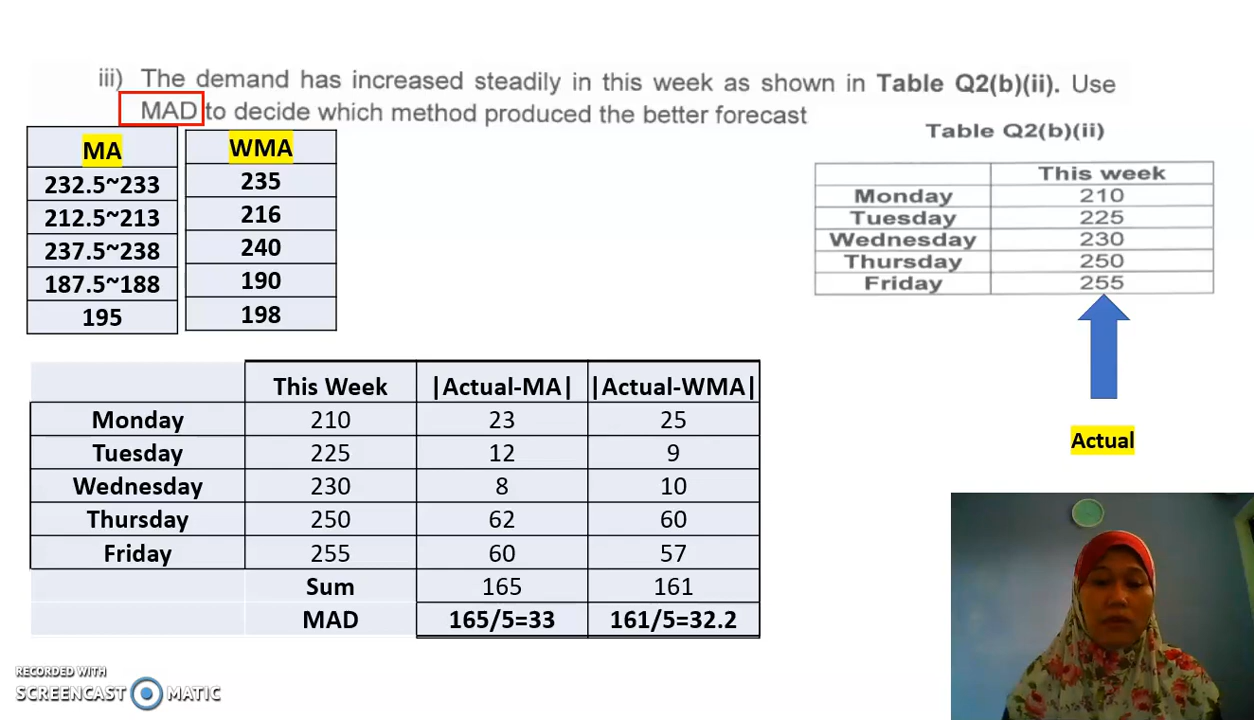 iii) The demand has increased steadily in this week as shown in Table Q2(b)(ii). Use
MAD to decide which method produced the better forecast
MA
232.5~233
212.5~213
237.5~238
187.5~188
195
WMA
235
216
240
190
198
Table Q2(b)(ii)
This week
Monday 210
Tuesday 225
Wednesday 230
Thursday 250
Friday 255
Actual
This Week |Actual-MA| |Actual-WMA|
Monday 210 23 25
Tuesday 225 12 9
Wednesday 230 8 10
Thursday 250 62 60
Friday 255 60 57
Sum 165 161
MAD 165/5=33 161/5=32.2
RECORDED WITH
SCREENCAST MATIC